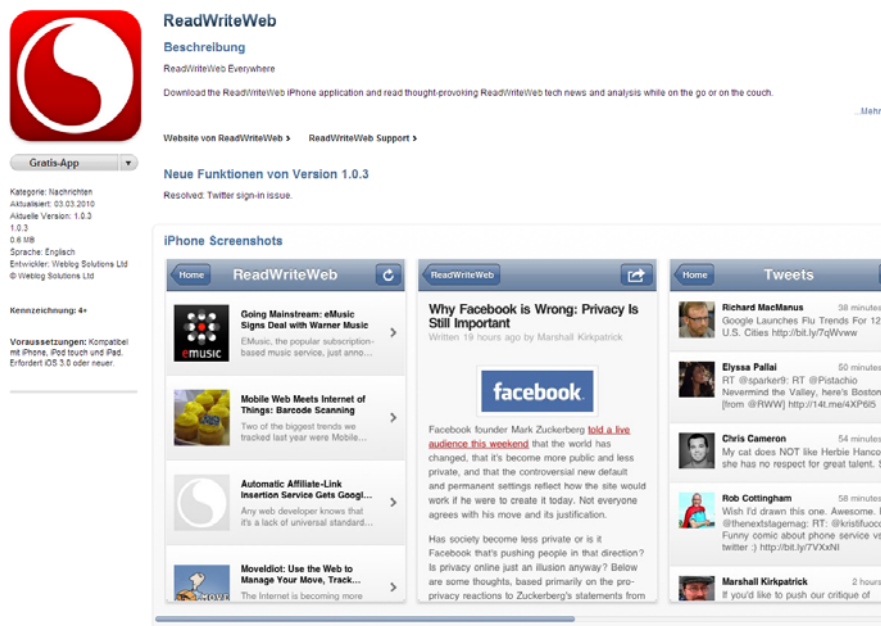 ReadWriteWeb
Beschreibung
ReadWriteWeb Everywhere
Download the ReadWriteWeb iPhone application and read thought-provoking ReadWriteWeb tech news and analysis while on the go or on the couch.
...Mehr
Website von ReadWriteWeb
ReadWriteWeb Support
Gratis-App
Neue Funktionen von Version 1.0.3
Resolved: Twitter sign-in issue.
Kategorie: Nachrichten
Aktualisiert: 03.03.2010
Aktuelle Version: 1.0.3
1.0.3
0.6 MB
Sprache: Englisch
Entwickler: Weblog Solutions Ltd
© Weblog Solutions Ltd
Kennzeichnung: 4+
Voraussetzungen: Kompatibel
mit iPhone, iPod touch und iPad.
Erfordert iOS 3.0 oder neuer.
iPhone Screenshots
Home
ReadWriteWeb
Going Mainstream: eMusic
Signs Deal with Warner Music
EMusic, the popular subscription-
based music service, just anno...
eMUSIC
Mobile Web Meets Internet of
Things: Barcode Scanning
Two of the biggest trends we
tracked last year were Mobile...
Automatic Affiliate-Link
Insertion Service Gets Googl...
Any web developer knows that
it's a lack of universal standard...
MoveIdiot: Use the Web to
Manage Your Move, Track...
The Internet is becoming more
MOVE
ReadWriteWeb
Why Facebook is Wrong: Privacy Is
Still Important
Written 19 hours ago by Marshall Kirkpatrick
facebook
Facebook founder Mark Zuckerberg told a live
audience this weekend that the world has
changed, that it's become more public and less
private, and that the controversial new default
and permanent settings reflect how the site would
work if he were to create it today. Not everyone
agrees with his move and its justification.
Has society become less private or is it
Facebook that's pushing people in that direction?
Is privacy online just an illusion anyway? Below
are some thoughts, based primarily on the pro-
privacy reactions to Zuckerberg's statements from
Home
Tweets
Richard MacManus
38 minutes
Google Launches Flu Trends For 12
U.S. Cities http://bit.ly/7qWvww
Elyssa Pallai
50 minutes
RT @sparker9: RT @Pistachio
Nevermind the Valley, here's Boston
[from @RWW] http://14t.me/4XP6I5
Chris Cameron
54 minutes
My cat does NOT like Herbie Hanco
she has no respect for great talent. S
Rob Cottingham
58 minutes
Wish I'd drawn this one. Awesome.
@thenextstagemag: RT: @kristifuoco
Funny comic about phone service vs
twitter :) http://bit.ly/7VXxNI
Marshall Kirkpatrick
2 hours
If you'd like to push our critique of